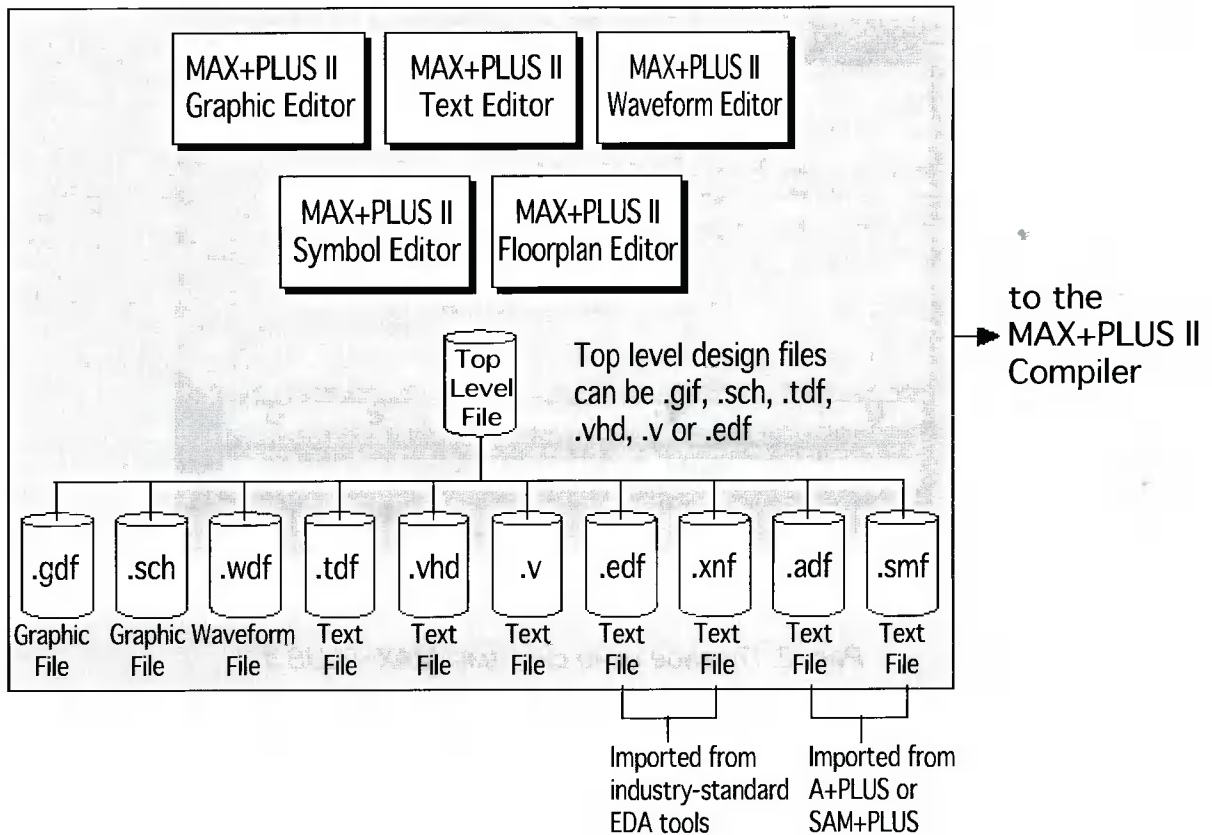 MAX+PLUS II
Graphic Editor
MAX+PLUS II
Text Editor
MAX+PLUS II
Waveform Editor
MAX+PLUS II
Symbol Editor
MAX+PLUS II
Floorplan Editor
to the
MAX+PLUS II
Compiler
Top
Level
File
Top level design files
can be .gif, .sch, .tdf,
.vhd, .v or .edf
.gdf
.sch
.wdf
.tdf
.vhd
.v
.edf
.xnf
.adf
.smf
Graphic
File
Graphic
File
Waveform
File
Text
File
Text
File
Text
File
Text
File
Text
File
Text
File
Text
File
Imported from
industry-standard
EDA tools
Imported from
A+PLUS or
SAM+PLUS